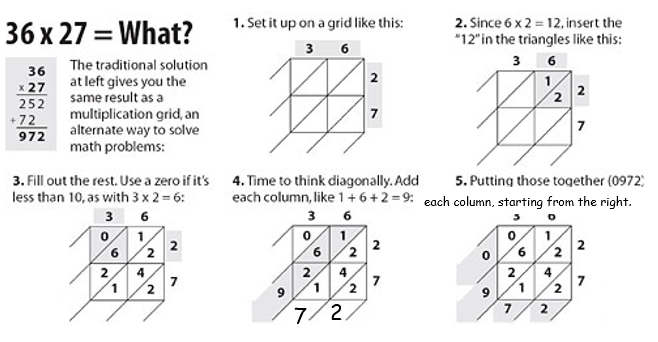 36 x 27 = What?
36
x 27
252
+72
972
The traditional solution
at left gives you the
same result as a
multiplication grid, an
alternate way to solve
math problems:
1. Set it up on a grid like this:
3 6
2
7
2. Since 6 x 2 = 12, insert the
"12" in the triangles like this:
3 6
1
2 2
7
3. Fill out the rest. Use a zero if it's
less than 10, as with 3 x 2 = 6:
3 6
0 1
6 2 2
2 4
1 2 7
4. Time to think diagonally. Add
each column, like 1 + 6 + 2 = 9:
3 6
0 1
6 2 2
2 4
9 1 2 7
7 2
5. Putting those together (0972)
each column, starting from the right.
3 6
0 1
0 6 2 2
2 4
9 1 2 7
7 2